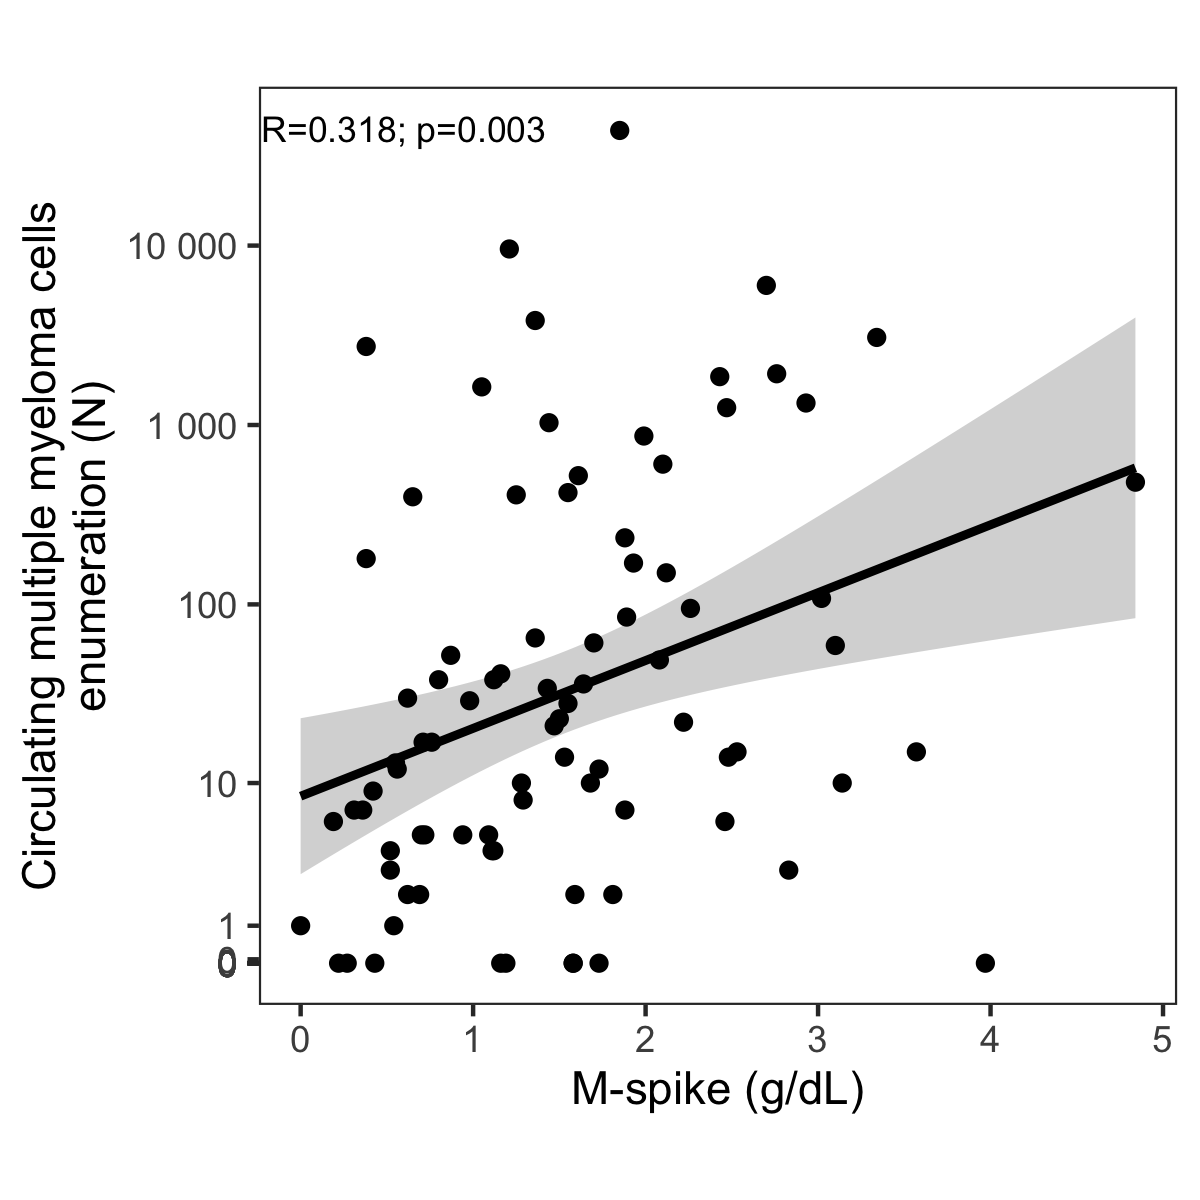 R=0.318; p=0.003
Circulating multiple myeloma cells
enumeration (N)
10 000
1 000
100
10
1
0
0
0 1 2 3 4 5
M-spike (g/dL)